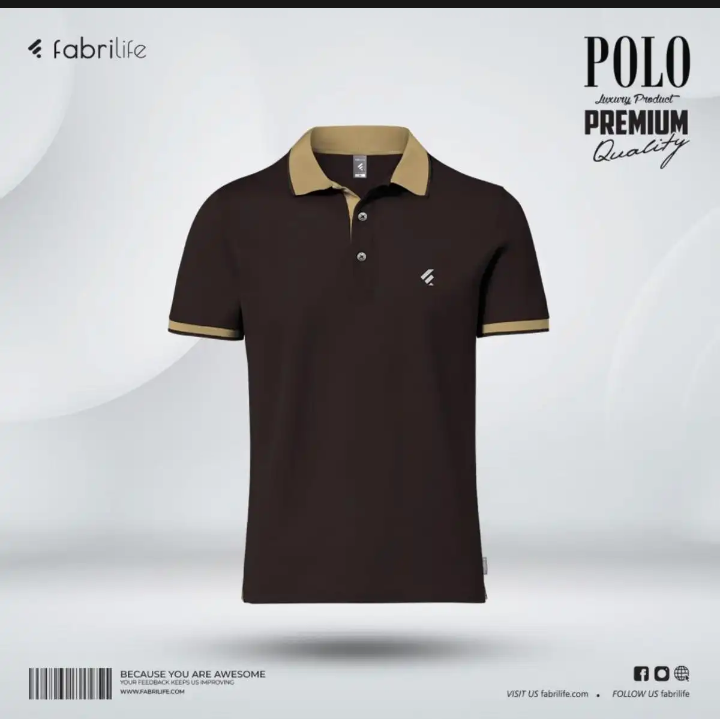 fabrilife
POLO
Luxury Product
PREMIUM
Quality
BECAUSE YOU ARE AWESOME
YOUR FEEDBACK KEEPS US IMPROVING
WWW.FABRILIFE.COM
VISIT US fabrilife.com • FOLLOW US fabrilife